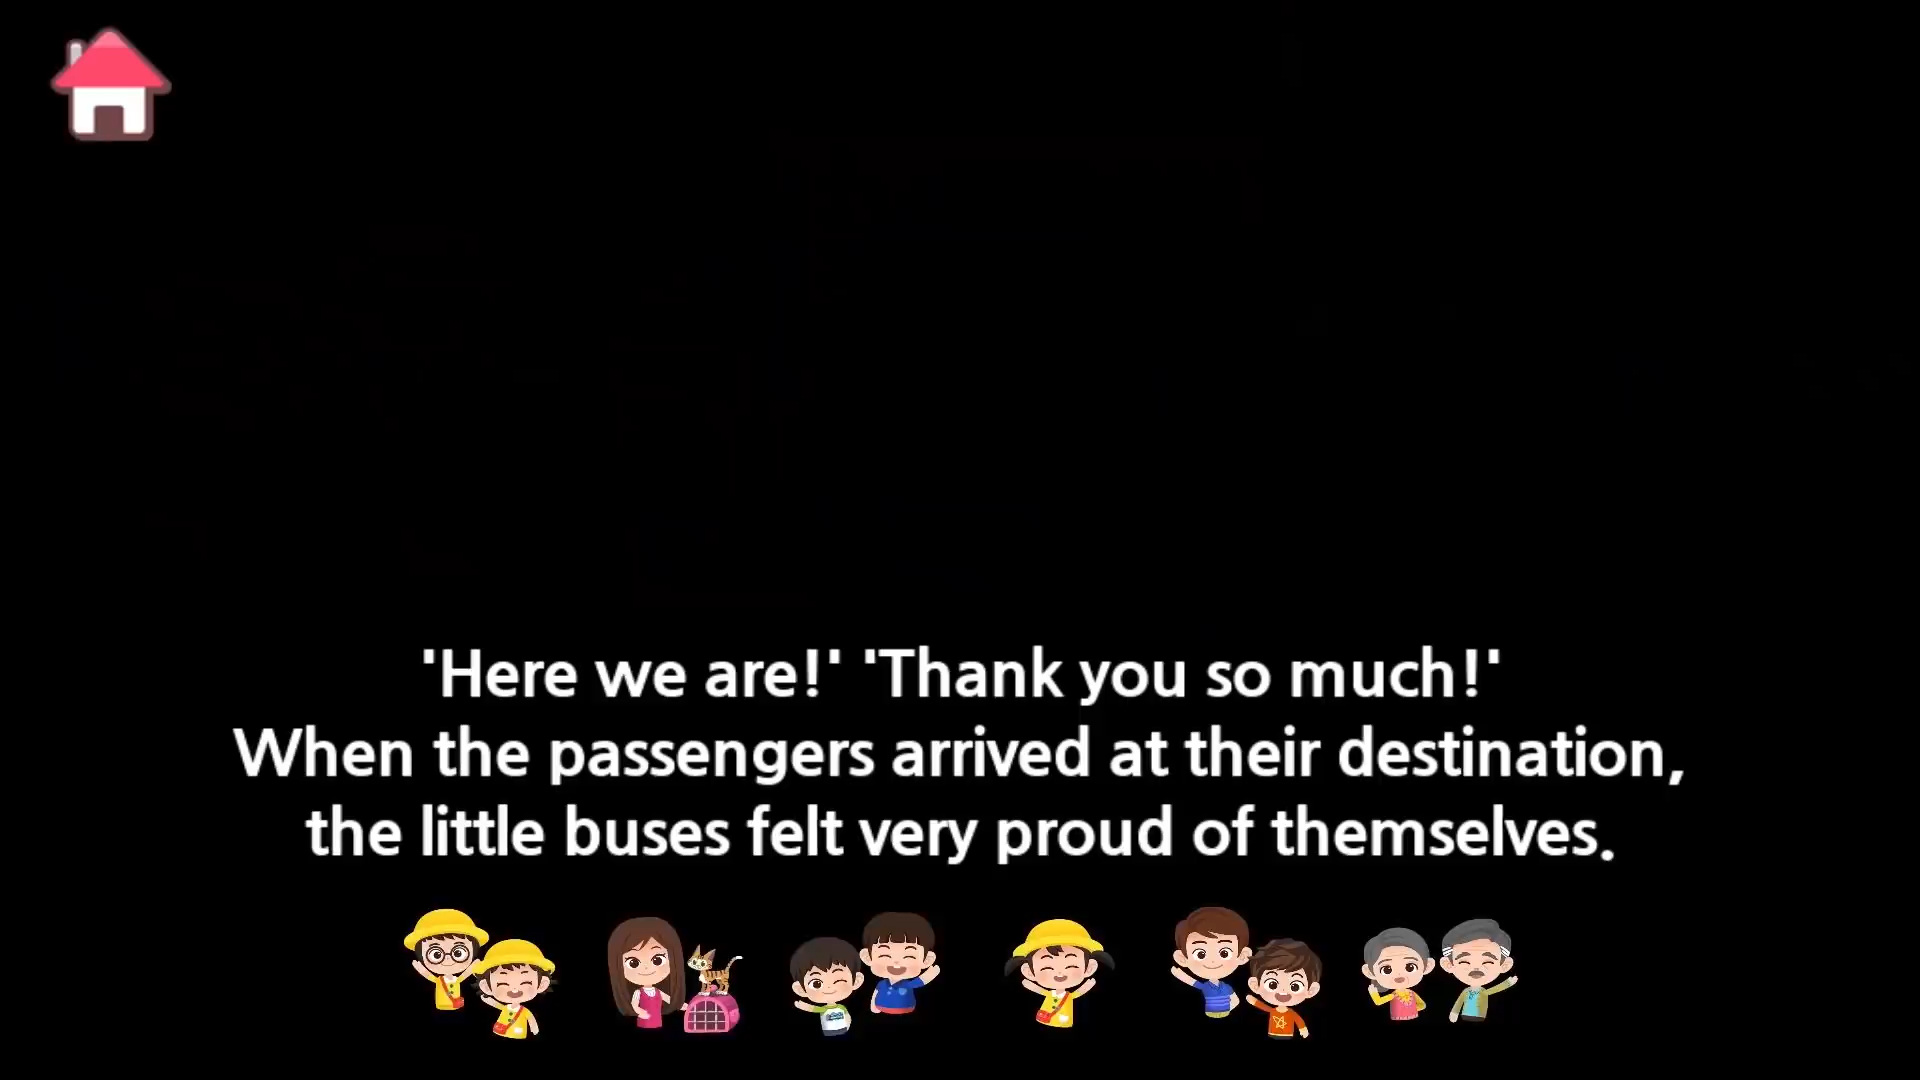 'Here we are!' 'Thank you so much!'
When the passengers arrived at their destination,
the little buses felt very proud of themselves.